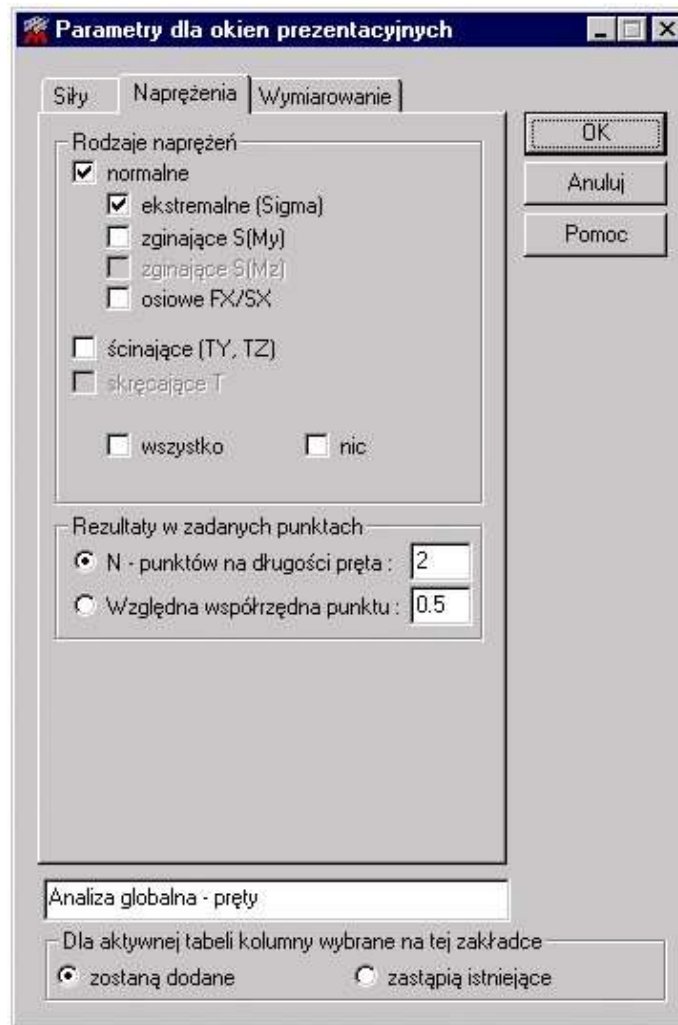 Parametry dla okien prezentacyjnych
Siły Naprężenia Wymiarowanie
OK
Anuluj
Pomoc
Rodzaje naprężeń
normalne
ekstremalne (Sigma)
zginające S(My)
zginające S(Mz)
osiowe FX/SX
ścinające (TY, TZ)
skręcające T
wszystko nic
Rezultaty w zadanych punktach
N - punktów na długości pręta : 2
Względna współrzędna punktu : 0.5
Analiza globalna - pręty
Dla aktywnej tabeli kolumny wybrane na tej zakładce
zostaną dodane zastąpią istniejące